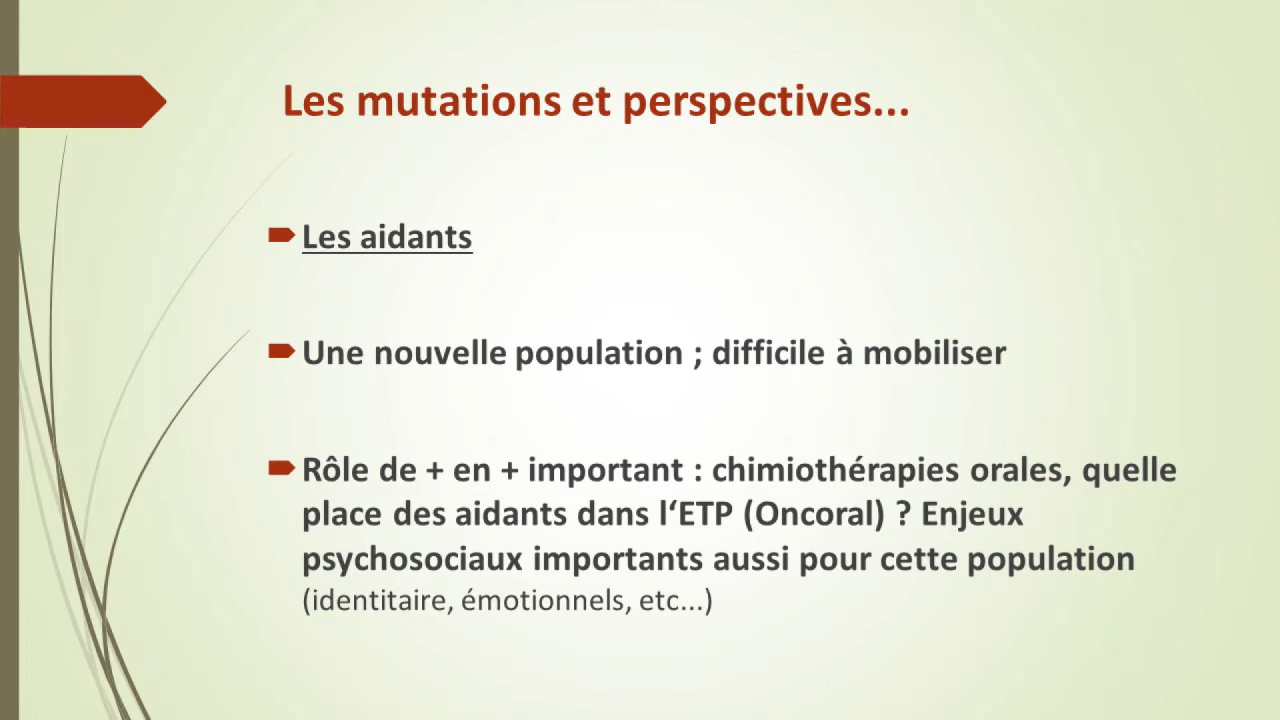 Les mutations et perspectives...
Les aidants
Une nouvelle population ; difficile à mobiliser
Rôle de + en + important : chimiothérapies orales, quelle
place des aidants dans l‘ETP (Oncoral) ? Enjeux
psychosociaux importants aussi pour cette population
(identitaire, émotionnels, etc...)